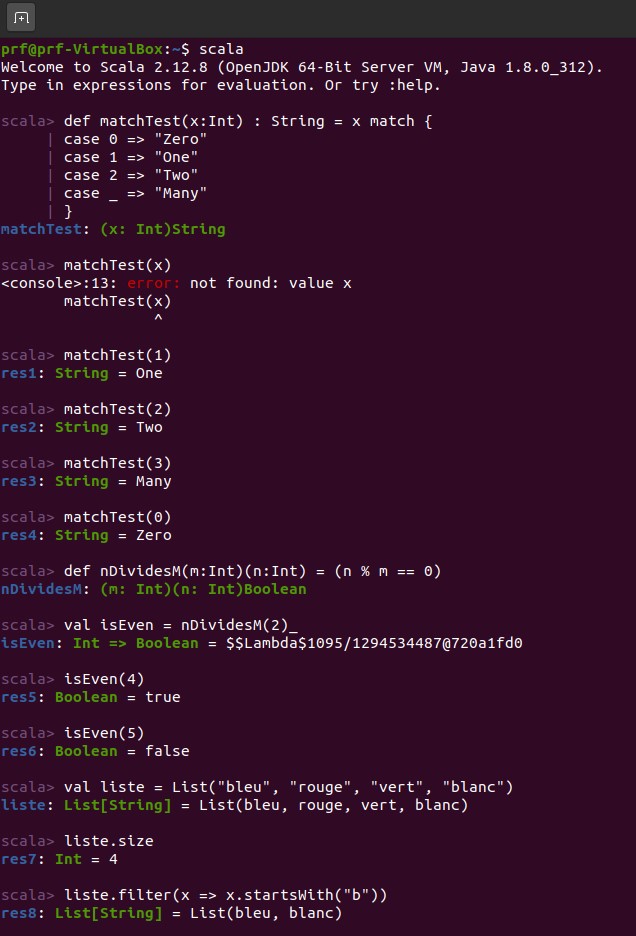 prf@prf-VirtualBox:~$ scala
Welcome to Scala 2.12.8 (OpenJDK 64-Bit Server VM, Java 1.8.0_312).
Type in expressions for evaluation. Or try :help.
scala> def matchTest(x:Int) : String = x match {
     | case 0 => "Zero"
     | case 1 => "One"
     | case 2 => "Two"
     | case _ => "Many"
     | }
matchTest: (x: Int)String
scala> matchTest(x)
<console>:13: error: not found: value x
       matchTest(x)
                 ^
scala> matchTest(1)
res1: String = One
scala> matchTest(2)
res2: String = Two
scala> matchTest(3)
res3: String = Many
scala> matchTest(0)
res4: String = Zero
scala> def nDividesM(m:Int)(n:Int) = (n % m == 0)
nDividesM: (m: Int)(n: Int)Boolean
scala> val isEven = nDividesM(2)_
isEven: Int => Boolean = $$Lambda$1095/1294534487@720a1fd0
scala> isEven(4)
res5: Boolean = true
scala> isEven(5)
res6: Boolean = false
scala> val liste = List("bleu", "rouge", "vert", "blanc")
liste: List[String] = List(bleu, rouge, vert, blanc)
scala> liste.size
res7: Int = 4
scala> liste.filter(x => x.startsWith("b"))
res8: List[String] = List(bleu, blanc)